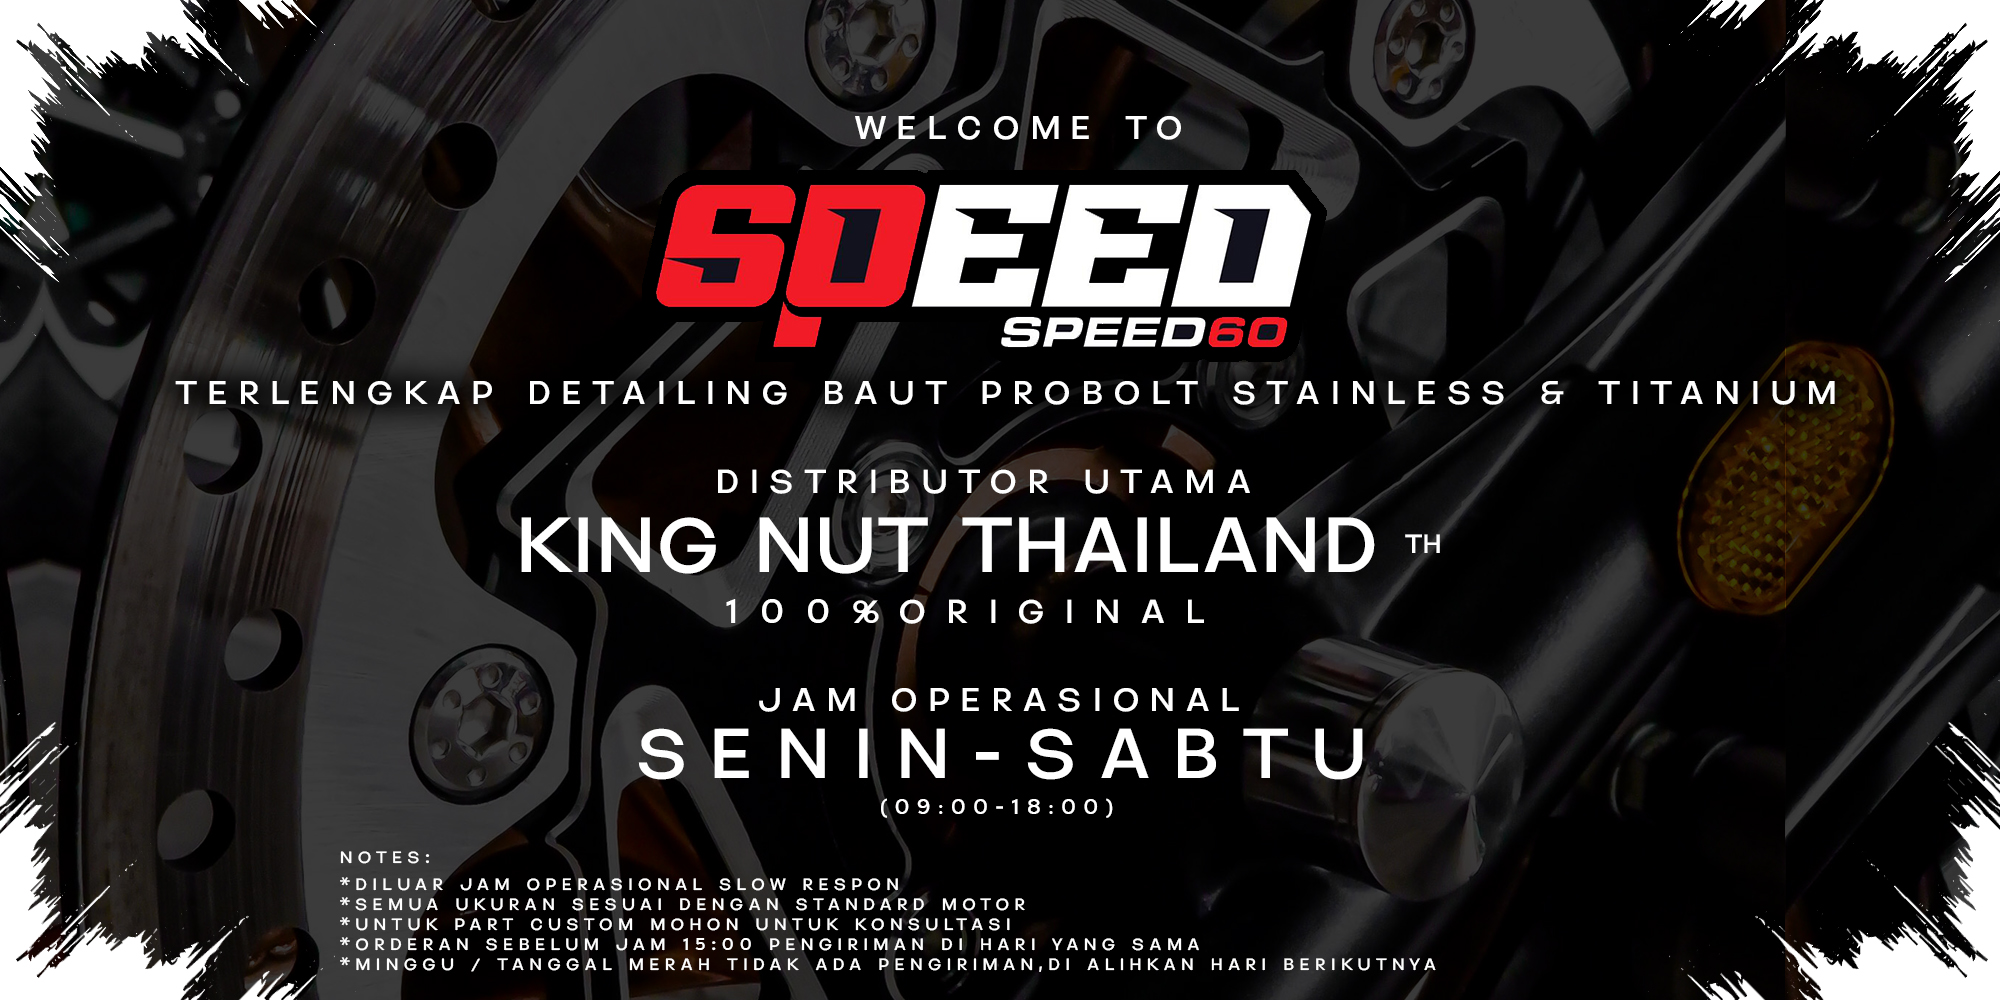 WELCOME TO
SPEED
SPEED60
TERLENGKAP DETAILING BAUT PROBOLT STAINLESS & TITANIUM
DISTRIBUTOR UTAMA
KING NUT THAILAND TH
100%ORIGINAL
JAM OPERASIONAL
SENIN-SABTU
(09:00-18:00)
NOTES:
*DILUAR JAM OPERASIONAL SLOW RESPON
*SEMUA UKURAN SESUAI DENGAN STANDARD MOTOR
*UNTUK PART CUSTOM MOHON UNTUK KONSULTASI
*ORDERAN SEBELUM JAM 15:00 PENGIRIMAN DI HARI YANG SAMA
*MINGGU / TANGGAL MERAH TIDAK ADA PENGIRIMAN,DI ALIHKAN HARI BERIKUTNYA